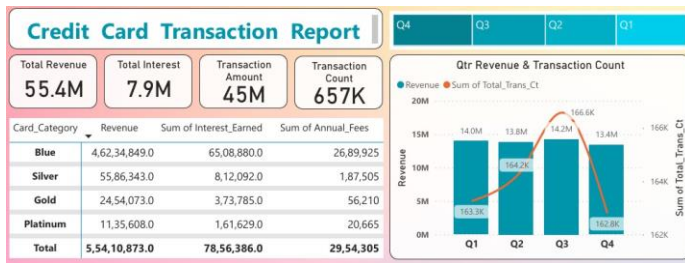 Credit Card Transaction Report
Q4 Q3 Q2 Q1
Total Revenue
55.4M
Total Interest
7.9M
Transaction
Amount
45M
Transaction
Count
657K
Card_Category Revenue Sum of Interest_Earned Sum of Annual_Fees
Blue 4,62,34,849.0 65,08,880.0 26,89,925
Silver 55,86,343.0 8,12,092.0 1,87,505
Gold 24,54,073.0 3,73,785.0 56,210
Platinum 11,35,608.0 1,61,629.0 20,665
Total 5,54,10,873.0 78,56,386.0 29,54,305
Qtr Revenue & Transaction Count
Revenue Sum of Total_Trans_Ct
20M
15M
10M
5M
0M
Revenue
14.0M 13.8M 14.2M 13.4M
166.6K
164.2K
163.3K
162.8K
166K
164K
162K
Sum of Total_Trans_Ct
Q1 Q2 Q3 Q4